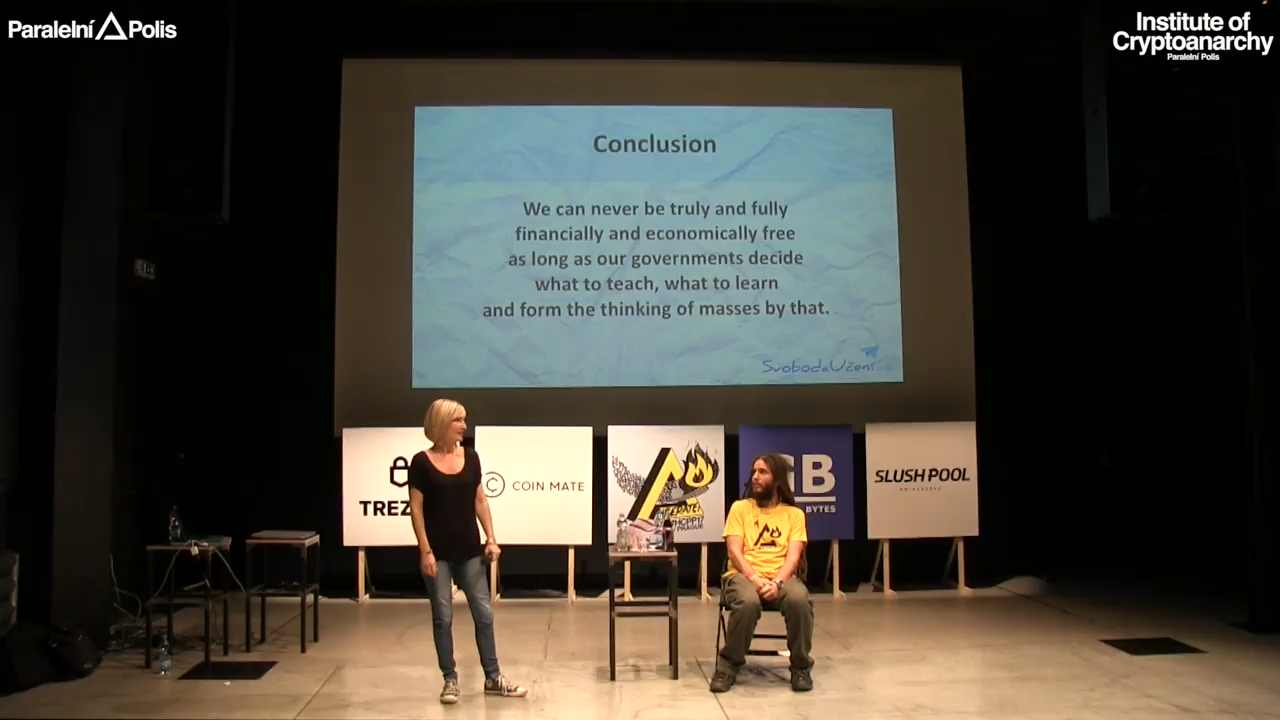 Paralelní Polis
Institute of
Cryptoanarchy
Paralelní Polis
Conclusion
We can never be truly and fully
financially and economically free
as long as our governments decide
what to teach, what to learn
and form the thinking of masses by that.
SvobodaUčení
TREZ
COIN MATE
GB
BYTES
SLUSH POOL